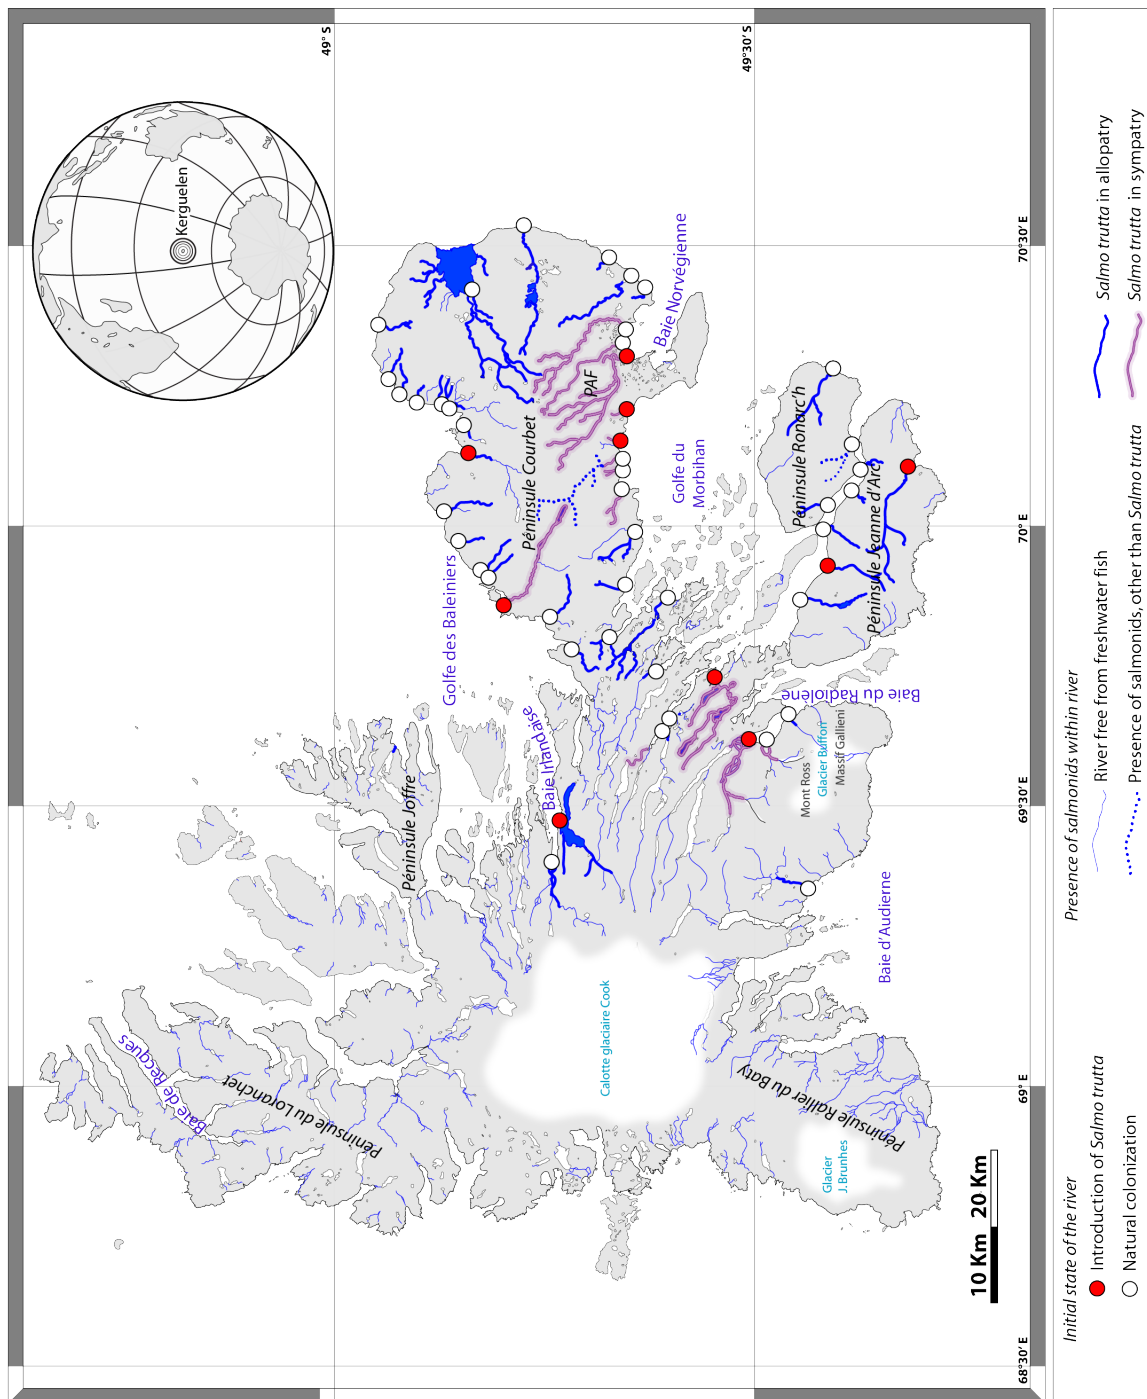 Kerguelen
49° S
49°30' S
70°30' E
70° E
69°30' E
69° E
68°30' E
Baie de Recques
Péninsule du Loranchet
Péninsule Joffre
Golfe des Baleiniers
Baie Irlandaise
Péninsule Courbet
PAF
Baie Norvégienne
Golfe du
Morbihan
Péninsule Ronarc'h
Péninsule Jeanne d'Arc
Baie du Radiolène
Mont Ross
Glacier Buffon
Massif Gallieni
Baie d'Audierne
Calotte glaciaire Cook
Péninsule Rallier du Baty
Glacier
J. Brunhes
10 Km 20 Km
Initial state of the river
Introduction of Salmo trutta
Natural colonization
Presence of salmonids within river
River free from freshwater fish
Presence of salmonids, other than Salmo trutta
Salmo trutta in allopatry
Salmo trutta in sympatry